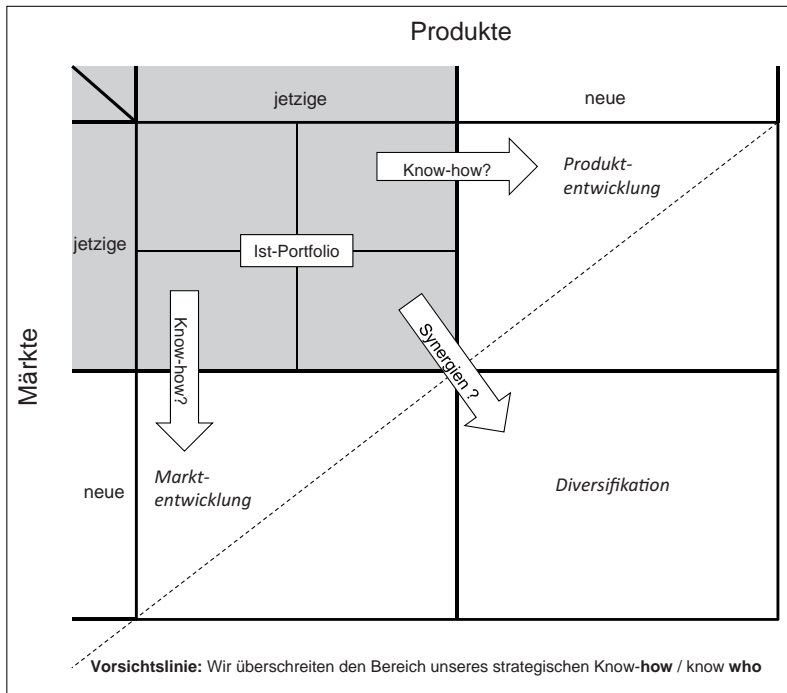 Produkte
jetzige
neue
Know-how?
Produkt-
entwicklung
jetzige
Ist-Portfolio
Märkte
Know-how?
Synergien ?
neue
Markt-
entwicklung
Diversifikation
Vorsichtslinie: Wir überschreiten den Bereich unseres strategischen Know-how / know who